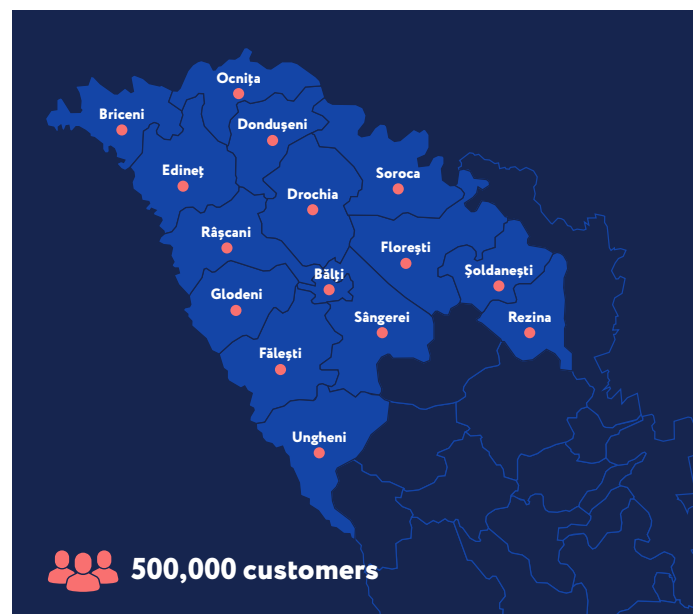 Ocnița
Briceni
Dondușeni
Edineț
Soroca
Drochia
Râșcani
Florești
Șoldanești
Bălți
Glodeni
Sângerei
Rezina
Fălești
Ungheni
500,000 customers